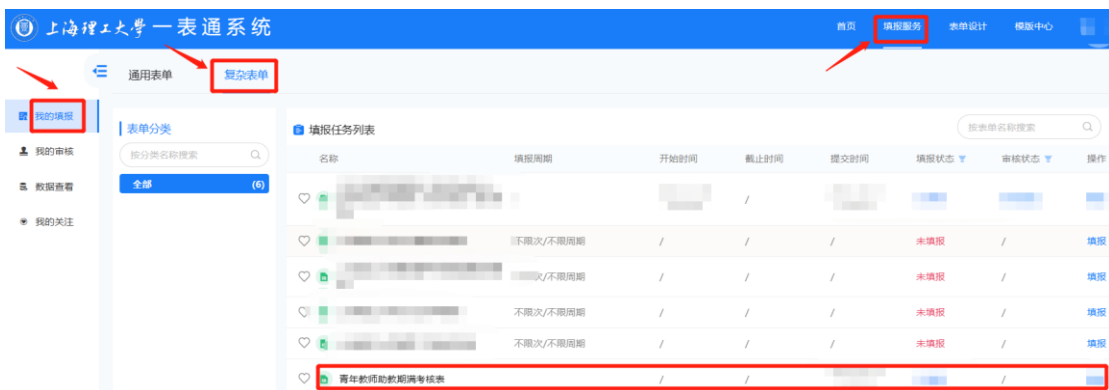 上海理工大学一表通系统
首页 填报服务 表单设计 模版中心
通用表单 复杂表单
我的填报
我的审核
数据查看
我的关注
表单分类
按分类名称搜索
全部 (6)
填报任务列表
按表单名称搜索
名称 填报周期 开始时间 截止时间 提交时间 填报状态 审核状态 操作
/
不限次/不限周期 / / / 未填报 / 填报
次/不限周期 / / / 未填报 / 填报
不限次/不限周期 / / / 未填报 / 填报
不限次/不限周期 / / / 未填报 / 填报
青年教师助教期满考核表 / / /